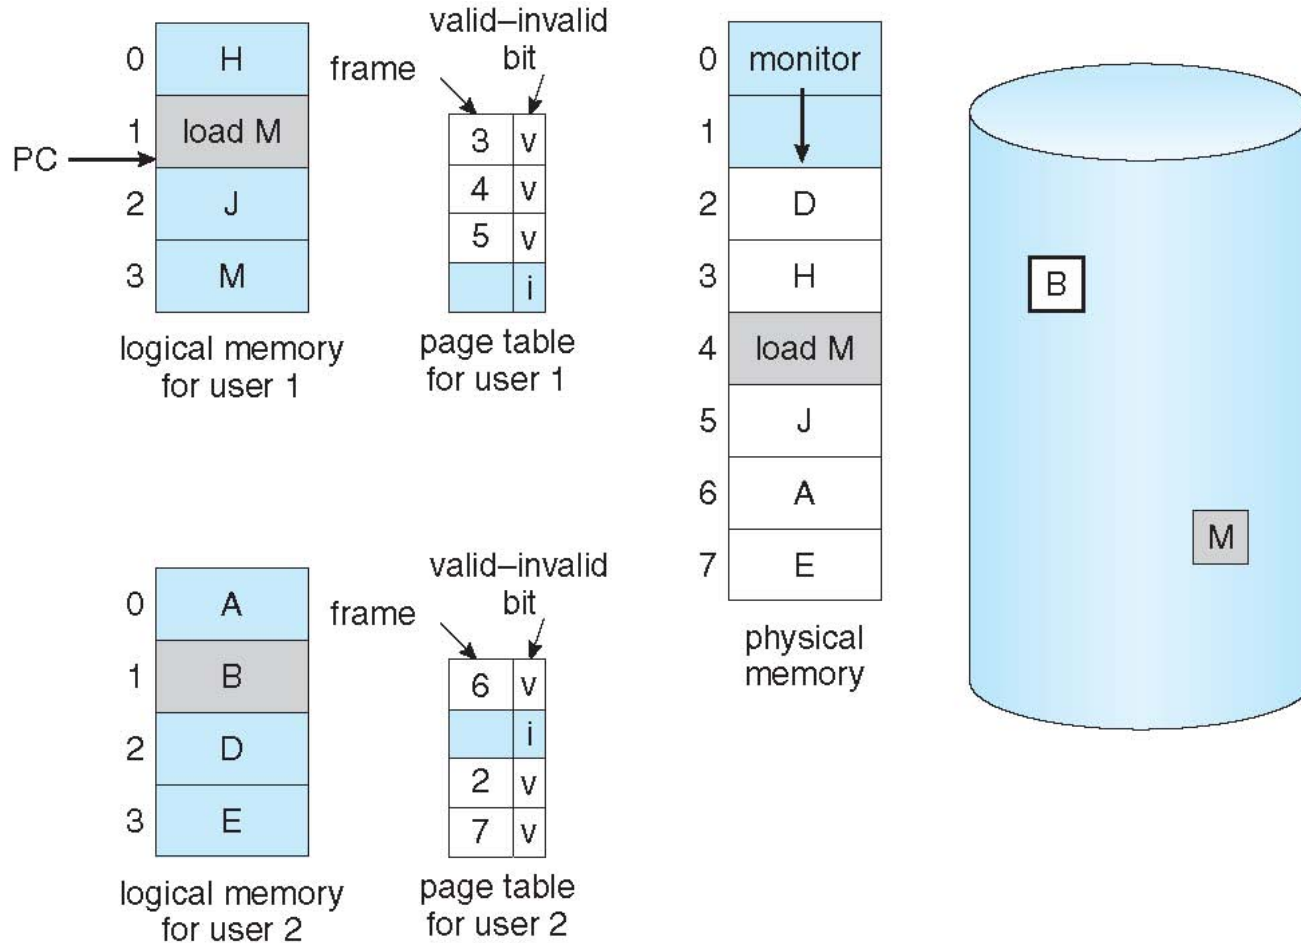 0 H
1 load M
PC
2 J
3 M
logical memory
for user 1
valid–invalid
bit
frame
3 v
4 v
5 v
i
page table
for user 1
0 A
1 B
2 D
3 E
logical memory
for user 2
valid–invalid
bit
frame
6 v
i
2 v
7 v
page table
for user 2
0 monitor
1
2 D
3 H
4 load M
5 J
6 A
7 E
physical
memory
B
M